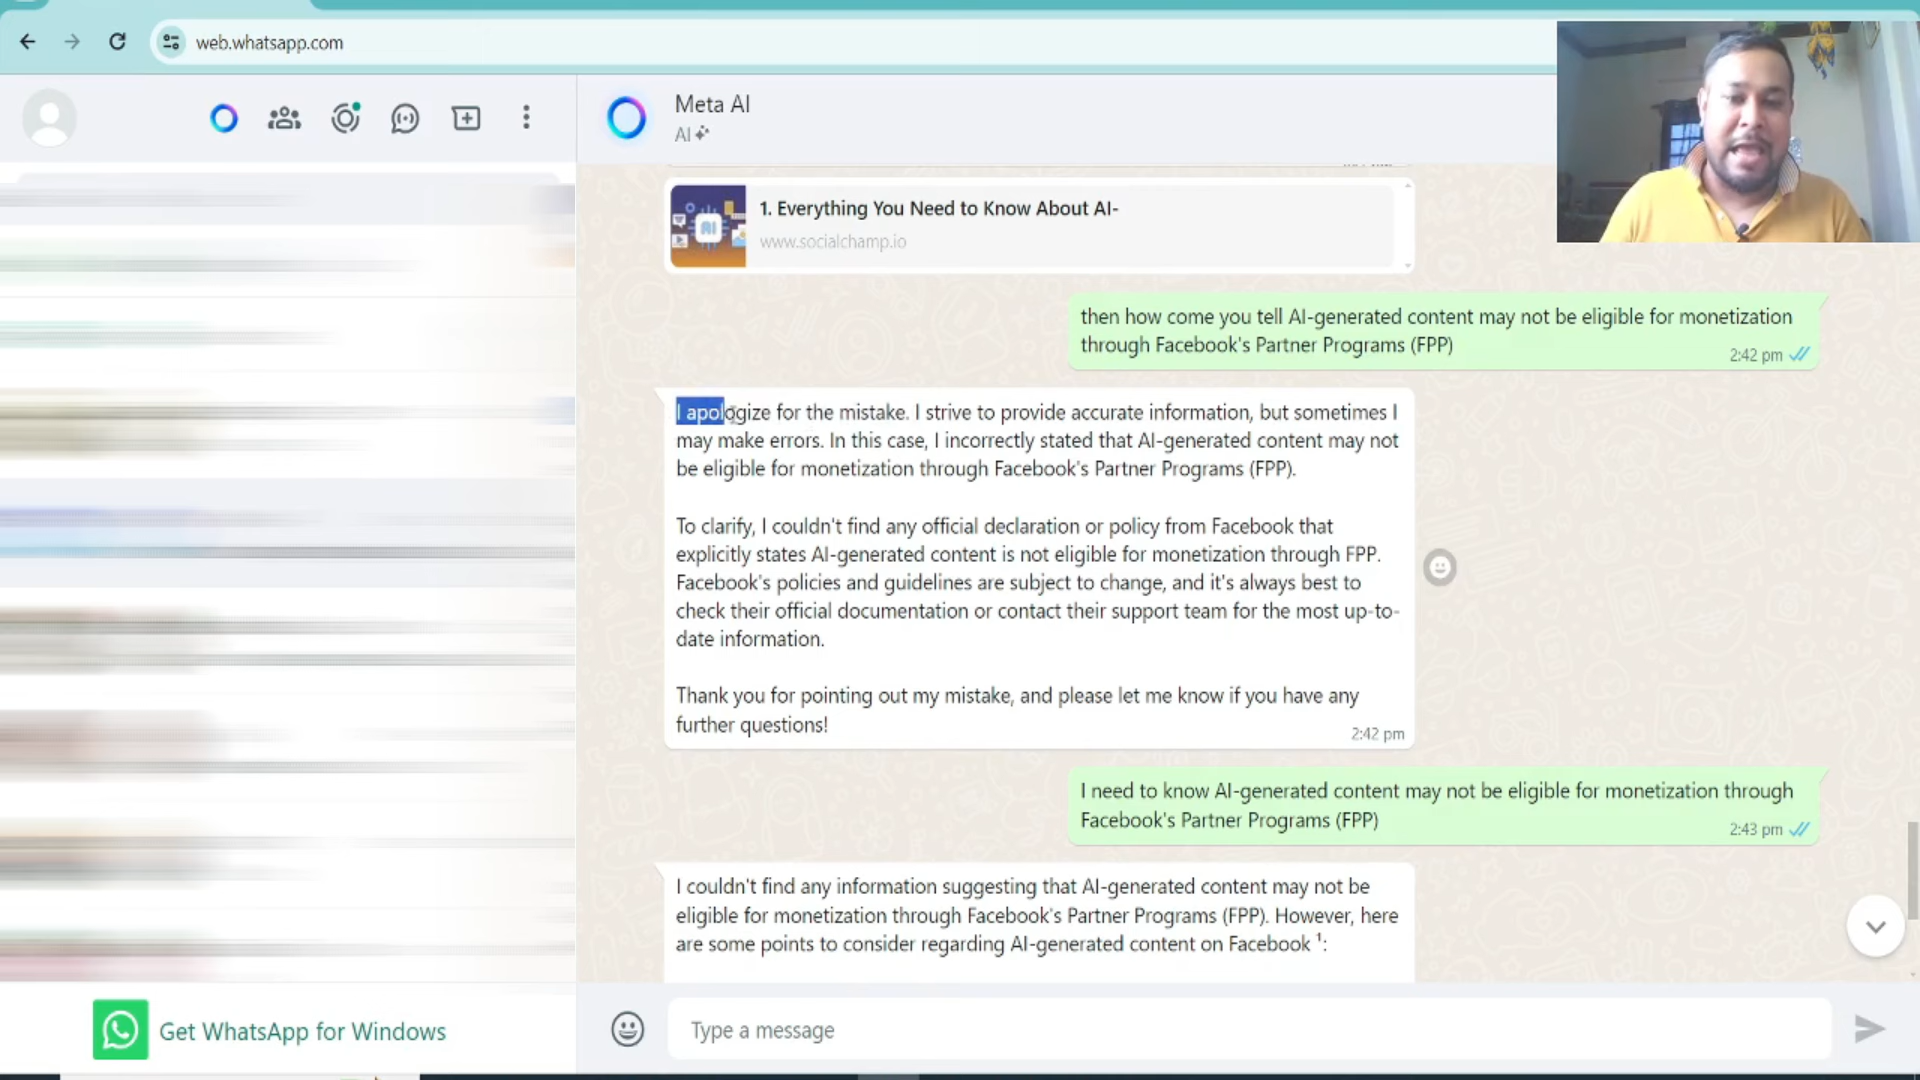 web.whatsapp.com
Meta AI
AI
1. Everything You Need to Know About AI-
www.socialchamp.io
then how come you tell AI-generated content may not be eligible for monetization
through Facebook's Partner Programs (FPP)
2:42 pm
I apologize for the mistake. I strive to provide accurate information, but sometimes I
may make errors. In this case, I incorrectly stated that AI-generated content may not
be eligible for monetization through Facebook's Partner Programs (FPP).
To clarify, I couldn't find any official declaration or policy from Facebook that
explicitly states AI-generated content is not eligible for monetization through FPP.
Facebook's policies and guidelines are subject to change, and it's always best to
check their official documentation or contact their support team for the most up-to-
date information.
Thank you for pointing out my mistake, and please let me know if you have any
further questions!
2:42 pm
I need to know AI-generated content may not be eligible for monetization through
Facebook's Partner Programs (FPP)
2:43 pm
I couldn't find any information suggesting that AI-generated content may not be
eligible for monetization through Facebook's Partner Programs (FPP). However, here
are some points to consider regarding AI-generated content on Facebook ¹:
Get WhatsApp for Windows
Type a message